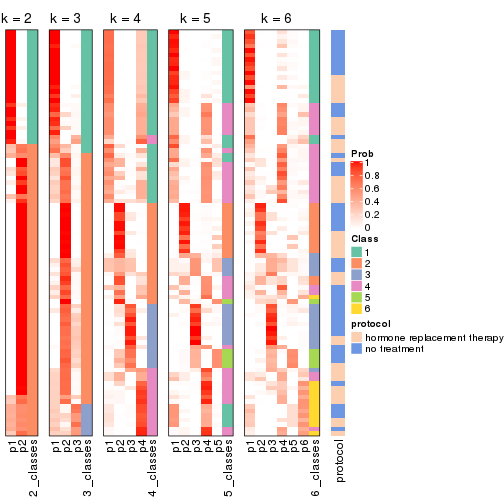 k = 2 k = 3 k = 4 k = 5 k = 6
Prob
1
0.8
0.6
0.4
0.2
0
Class
1
2
3
4
5
6
protocol
hormone replacement therapy
no treatment
p1 p2 2_classes p1 p2 p3 3_classes p1 p2 p3 p4 4_classes p1 p2 p3 p4 p5 5_classes p1 p2 p3 p4 p5 p6 6_classes protocol